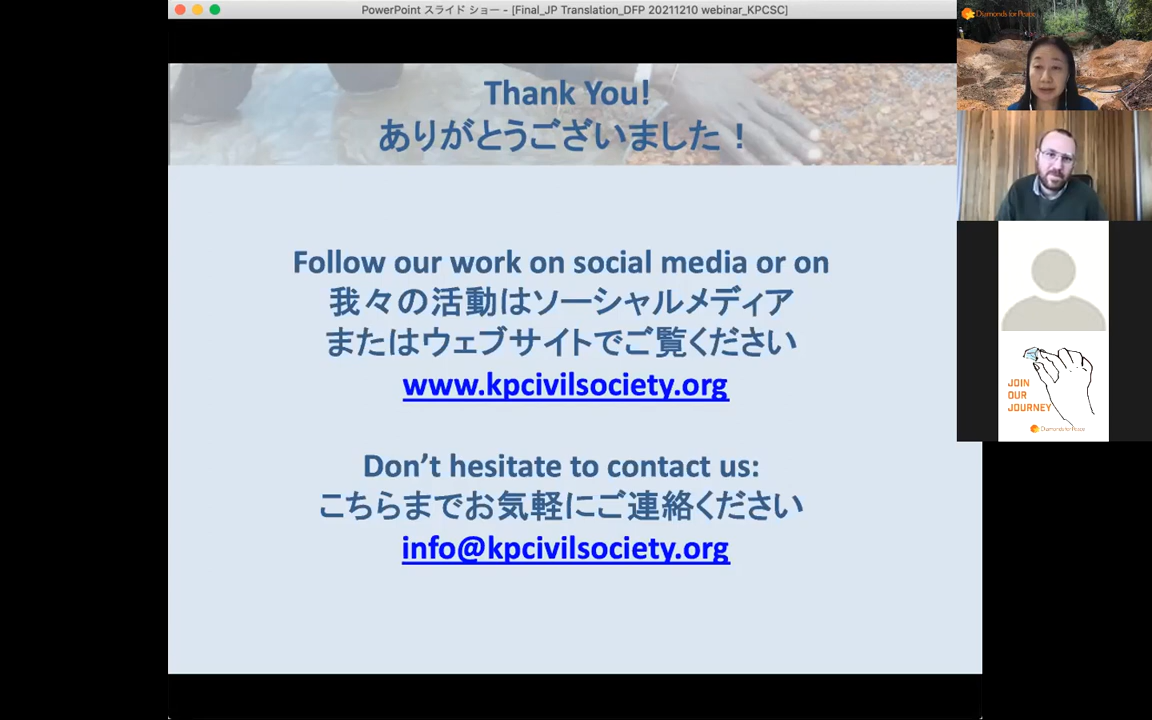 PowerPoint スライド ショー - [Final_JP Translation_DFP 20211210 webinar_KPCSC]
Diamonds for Peace
Thank You!
ありがとうございました！
Follow our work on social media or on
我々の活動はソーシャルメディア
またはウェブサイトでご覧ください
www.kpcivilsociety.org
Don't hesitate to contact us:
こちらまでお気軽にご連絡ください
info@kpcivilsociety.org
JOIN
OUR
JOURNEY
Diamonds for Peace